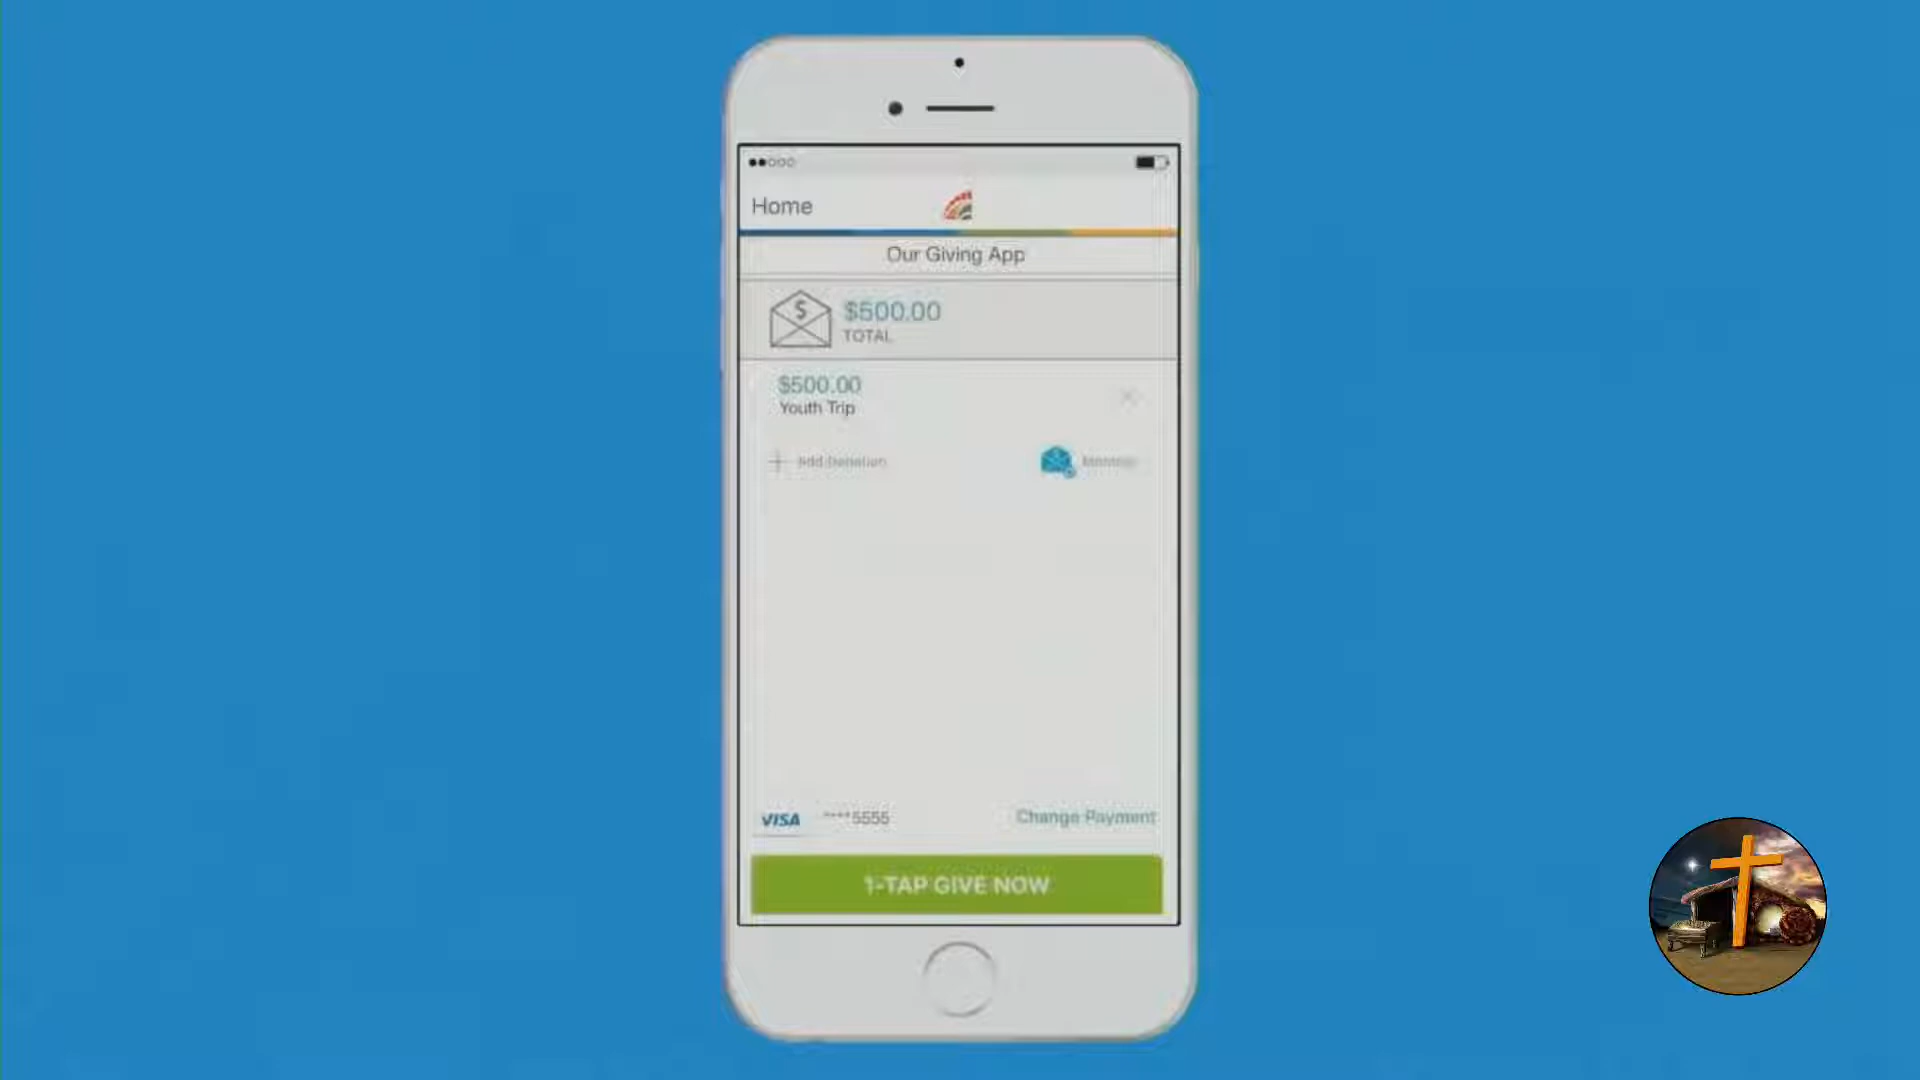 Home
Our Giving App
$500.00
TOTAL
$500.00
Youth Trip
Add Donation
VISA ****5555 Change Payment
1-TAP GIVE NOW